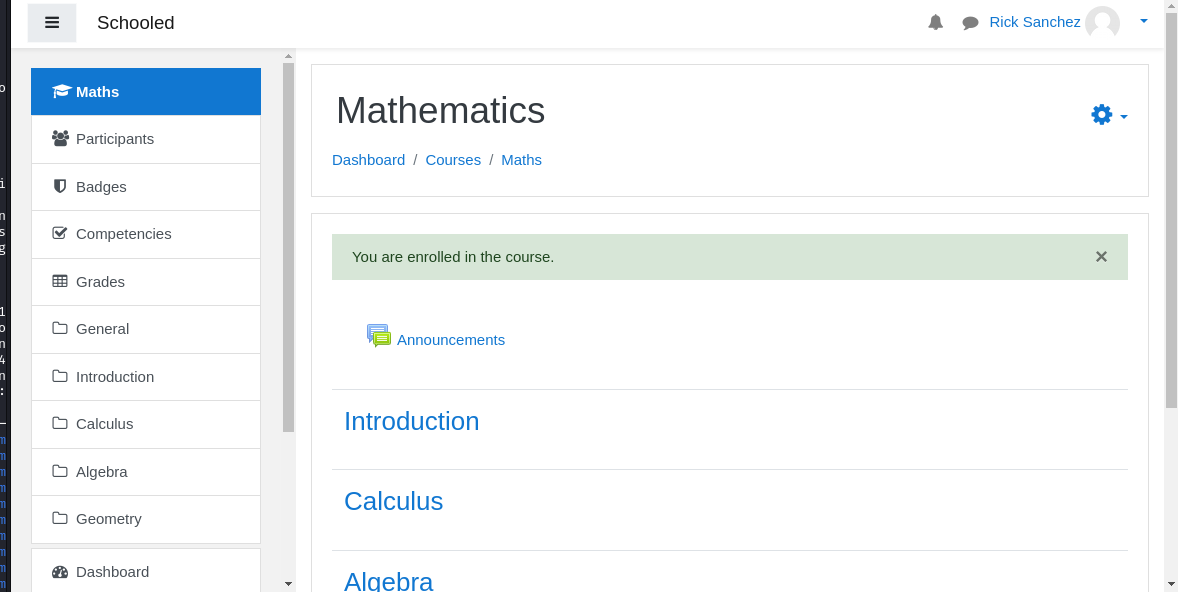 Schooled
Rick Sanchez
Maths
Participants
Badges
Competencies
Grades
General
Introduction
Calculus
Algebra
Geometry
Dashboard
Mathematics
Dashboard / Courses / Maths
You are enrolled in the course. ×
Announcements
Introduction
Calculus
Algebra